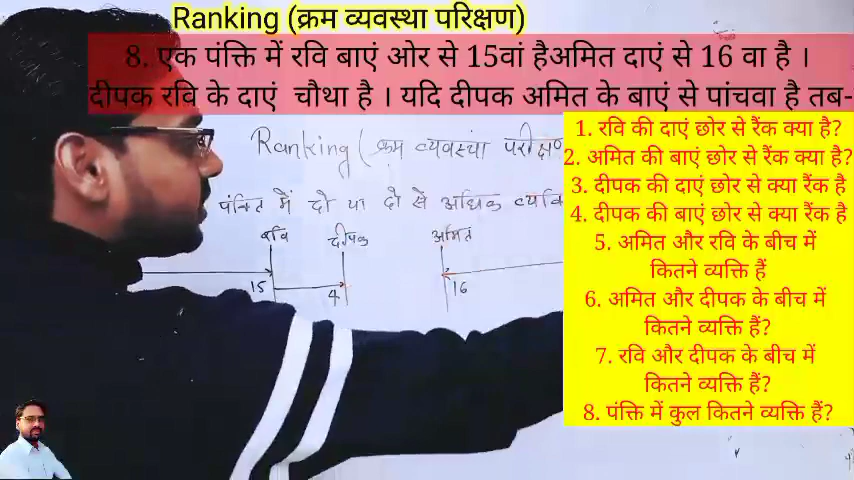 Ranking (क्रम व्यवस्था परिक्षण)
8. एक पंक्ति में रवि बाएं ओर से 15वां हैअमित दाएं से 16 वा है ।
दीपक रवि के दाएं चौथा है । यदि दीपक अमित के बाएं से पांचवा है तब-
1. रवि की दाएं छोर से रैंक क्या है?
2. अमित की बाएं छोर से रैंक क्या है?
3. दीपक की दाएं छोर से क्या रैंक है
4. दीपक की बाएं छोर से क्या रैंक है
5. अमित और रवि के बीच में
कितने व्यक्ति हैं
6. अमित और दीपक के बीच में
कितने व्यक्ति हैं?
7. रवि और दीपक के बीच में
कितने व्यक्ति हैं?
8. पंक्ति में कुल कितने व्यक्ति हैं?
Ranking (क्रम व्यवस्था परीक्षण
पंक्ति में दो या दो से अधिक व्यक्ति
रवि दीपक अमित
15 4 16